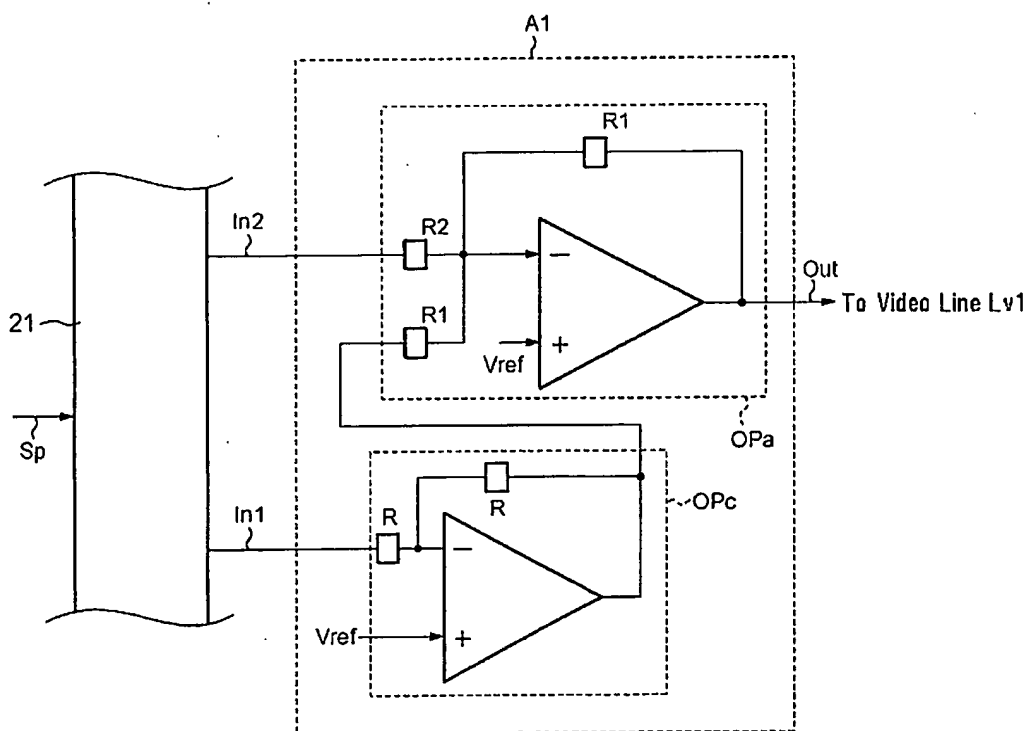 A1
R1
In2
R2
Out
To Video Line Lv1
21
R1
Vref
Sp
OPa
R
OPc
In1
R
Vref